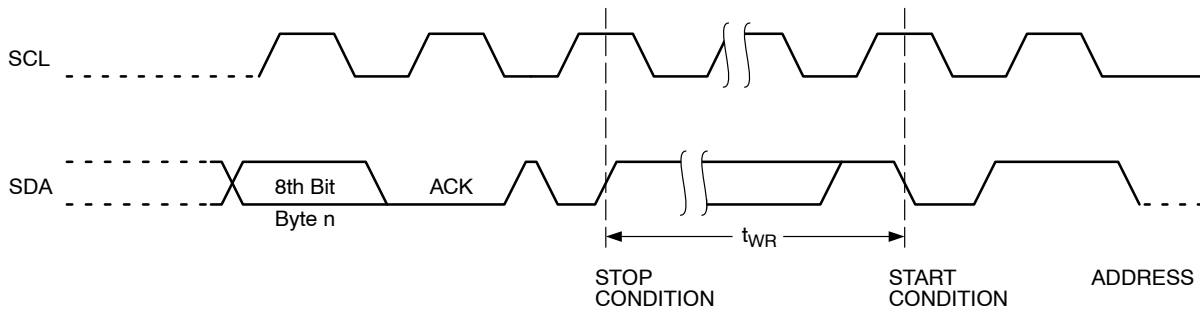 SCL
SDA
8th Bit
Byte n
ACK
tWR
STOP
CONDITION
START
CONDITION
ADDRESS